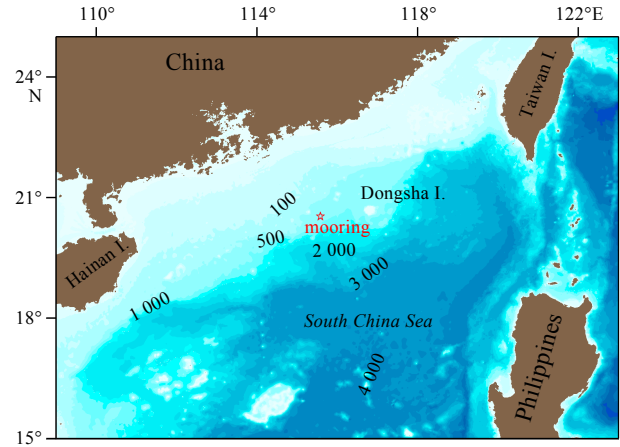 110° 114° 118° 122°E
24°
N
China
Taiwan I.
21°
Dongsha I.
100
mooring
500
2 000
Hainan I.
3 000
1 000
18°
South China Sea
Philippines
4 000
15°